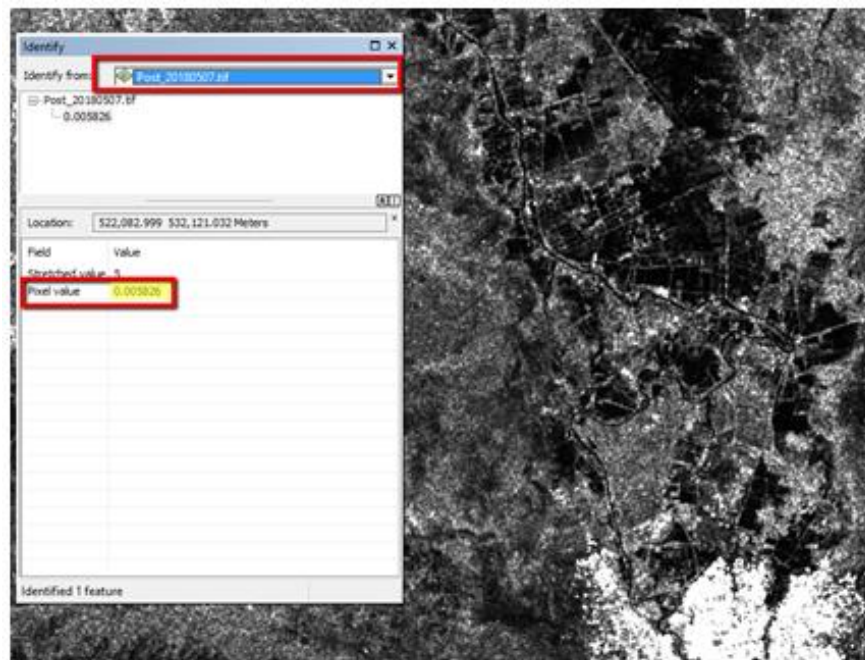 Identify
Identify from: Post_20180507.tif
Post_20180507.tif
0.005826
Location: 522,082.999 532,121.032 Meters
Field Value
Stretched value 5
Pixel value 0.005826
Identified 1 feature